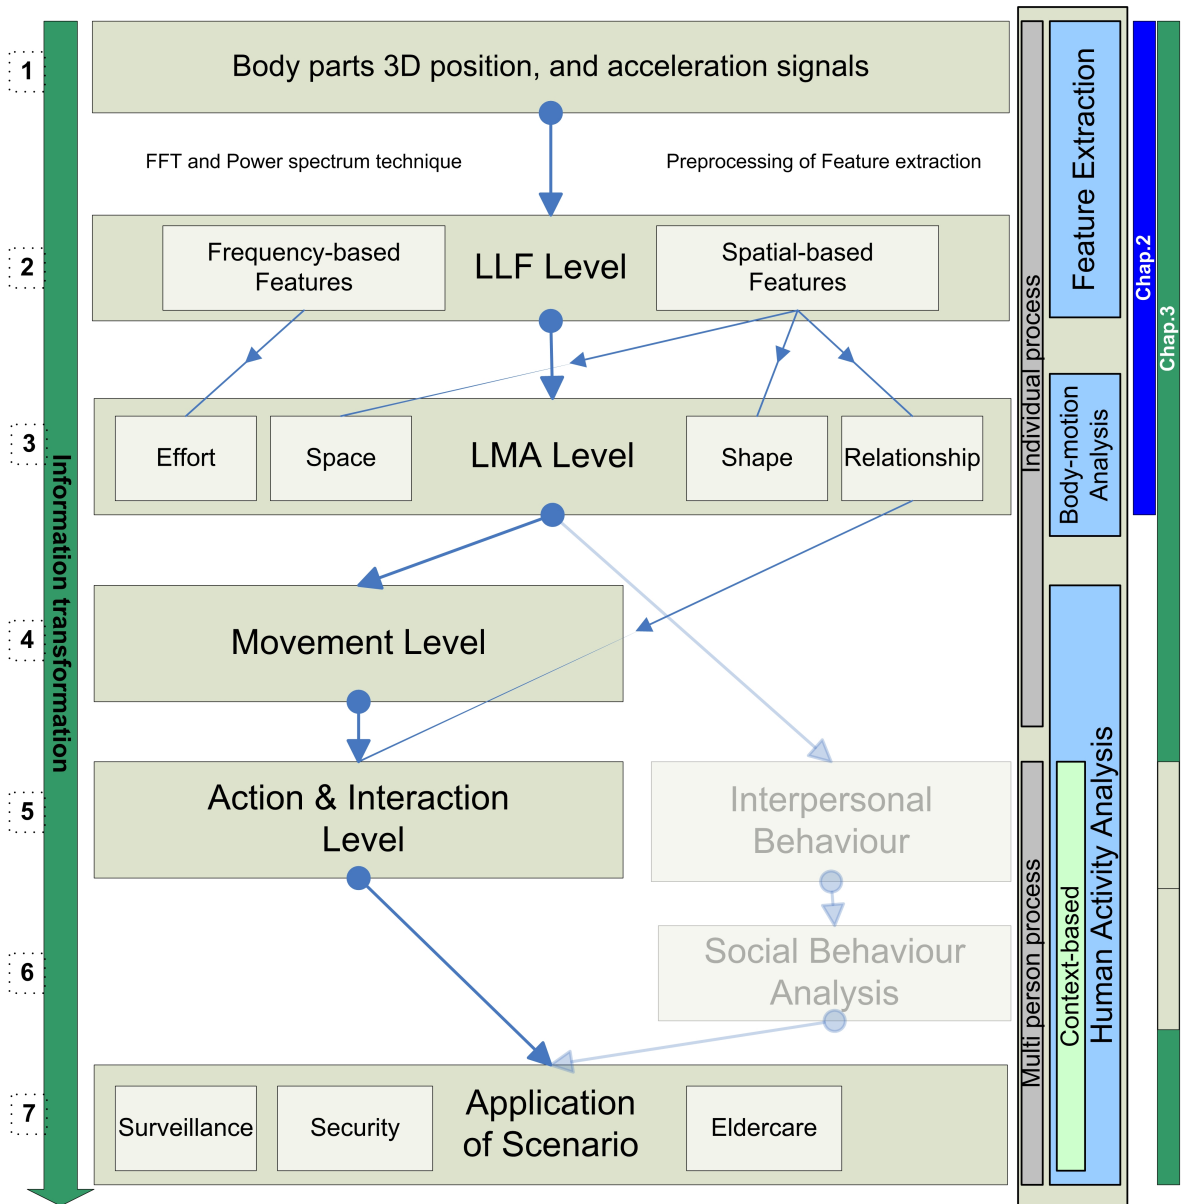 1
Body parts 3D position, and acceleration signals
FFT and Power spectrum technique
Preprocessing of Feature extraction
2
Frequency-based
Features
LLF Level
Spatial-based
Features
3
Effort
Space
LMA Level
Shape
Relationship
4
Movement Level
5
Action & Interaction
Level
Interpersonal
Behaviour
6
Social Behaviour
Analysis
7
Surveillance
Security
Application
of Scenario
Eldercare
Information transformation
Individual process
Multi person process
Feature Extraction
Body-motion
Analysis
Context-based
Human Activity Analysis
Chap.2
Chap.3